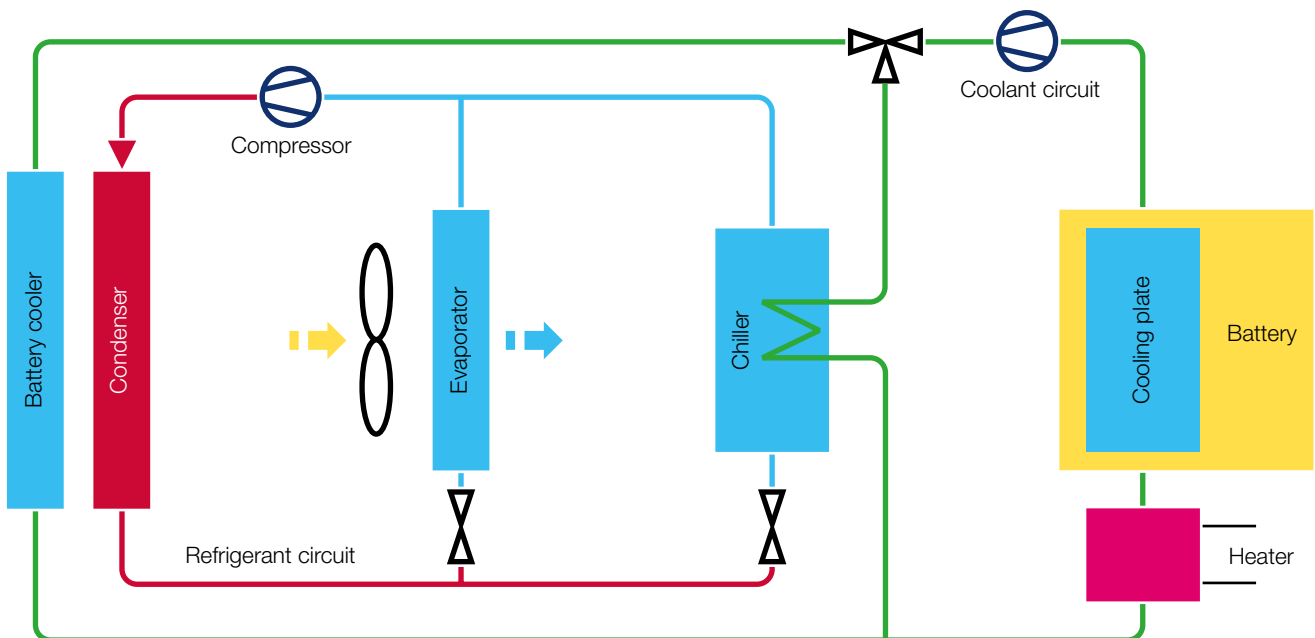 Coolant circuit
Compressor
Battery cooler
Condenser
Evaporator
Chiller
Cooling plate
Battery
Refrigerant circuit
Heater